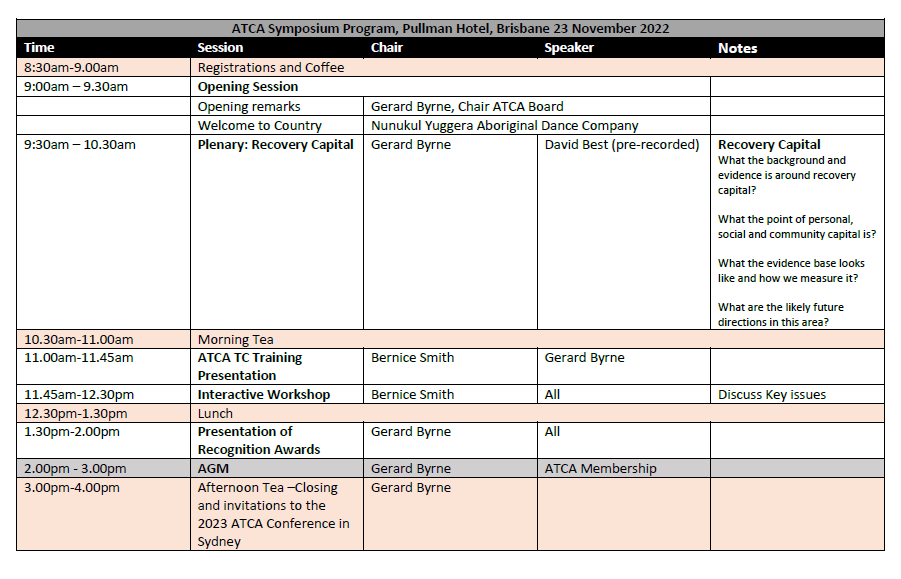 ATCA Symposium Program, Pullman Hotel, Brisbane 23 November 2022
Time Session Chair Speaker Notes
8:30am-9.00am Registrations and Coffee
9:00am – 9.30am Opening Session
Opening remarks Gerard Byrne, Chair ATCA Board
Welcome to Country Nunukul Yuggera Aboriginal Dance Company
9:30am – 10.30am Plenary: Recovery Capital Gerard Byrne David Best (pre-recorded) Recovery Capital
What the background and
evidence is around recovery
capital?
What the point of personal,
social and community capital is?
What the evidence base looks
like and how we measure it?
What are the likely future
directions in this area?
10.30am-11.00am Morning Tea
11.00am-11.45am ATCA TC Training Bernice Smith Gerard Byrne
Presentation
11.45am-12.30pm Interactive Workshop Bernice Smith All Discuss Key issues
12.30pm-1.30pm Lunch
1.30pm-2.00pm Presentation of Gerard Byrne All
Recognition Awards
2.00pm - 3.00pm AGM Gerard Byrne ATCA Membership
3.00pm-4.00pm Afternoon Tea –Closing Gerard Byrne
and invitations to the
2023 ATCA Conference in
Sydney